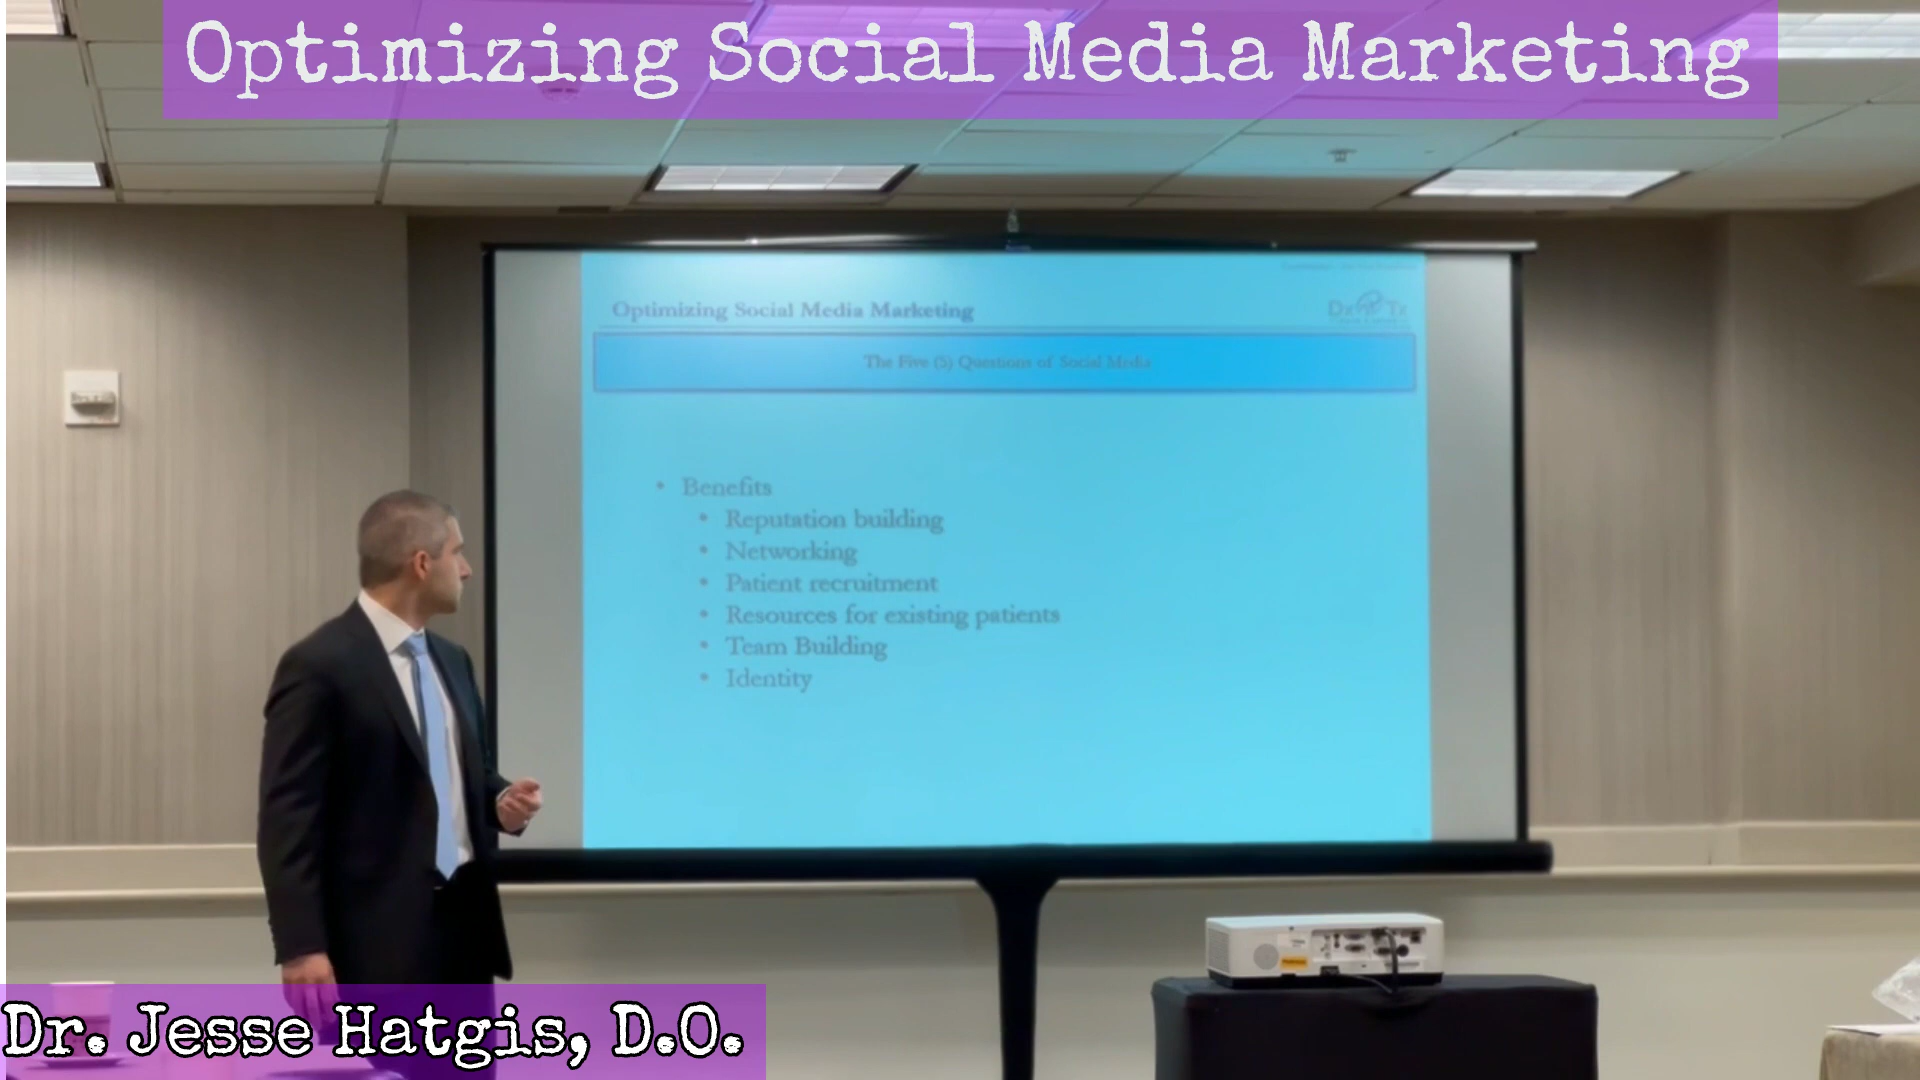 Optimizing Social Media Marketing
Optimizing Social Media Marketing
The Five (5) Questions of Social Media
• Benefits
• Reputation building
• Networking
• Patient recruitment
• Resources for existing patients
• Team Building
• Identity
Dr. Jesse Hatgis, D.O.